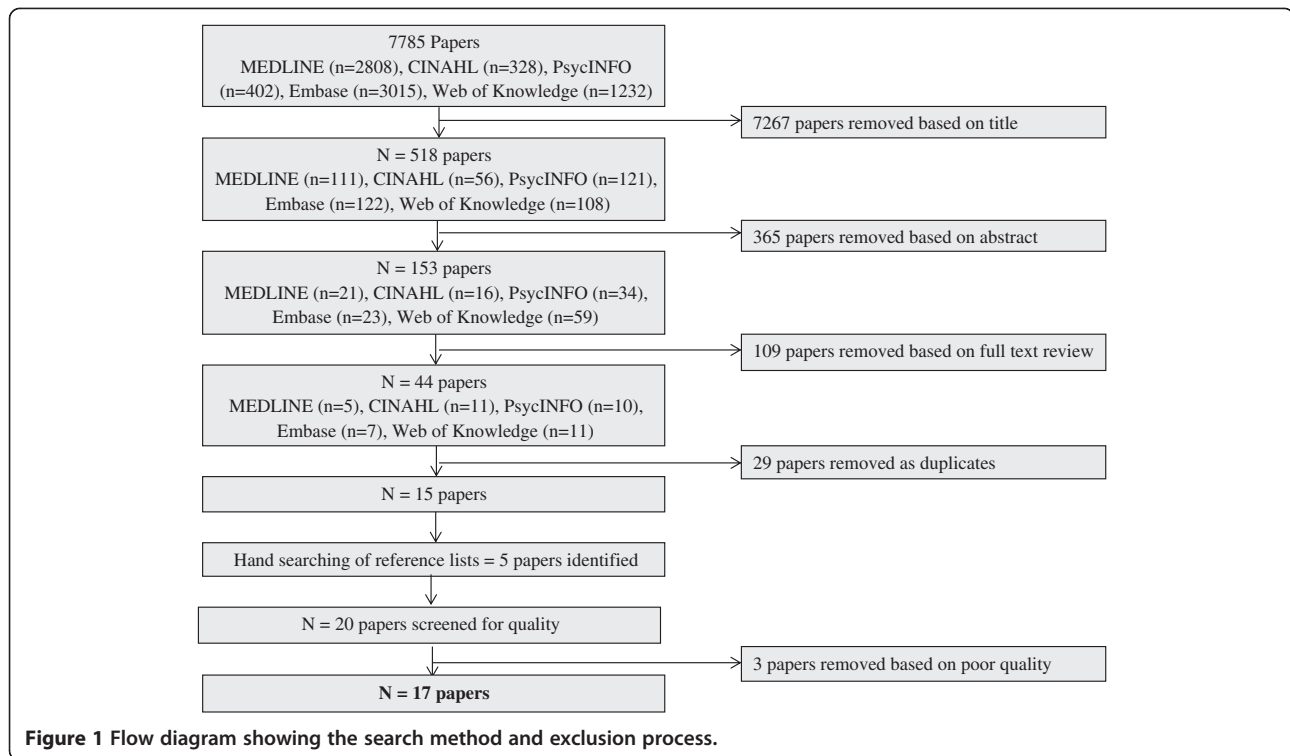 7785 Papers
MEDLINE (n=2808), CINAHL (n=328), PsycINFO
(n=402), Embase (n=3015), Web of Knowledge (n=1232)
7267 papers removed based on title
N = 518 papers
MEDLINE (n=111), CINAHL (n=56), PsycINFO (n=121),
Embase (n=122), Web of Knowledge (n=108)
365 papers removed based on abstract
N = 153 papers
MEDLINE (n=21), CINAHL (n=16), PsycINFO (n=34),
Embase (n=23), Web of Knowledge (n=59)
109 papers removed based on full text review
N = 44 papers
MEDLINE (n=5), CINAHL (n=11), PsycINFO (n=10),
Embase (n=7), Web of Knowledge (n=11)
29 papers removed as duplicates
N = 15 papers
Hand searching of reference lists = 5 papers identified
N = 20 papers screened for quality
3 papers removed based on poor quality
N = 17 papers
Figure 1 Flow diagram showing the search method and exclusion process.